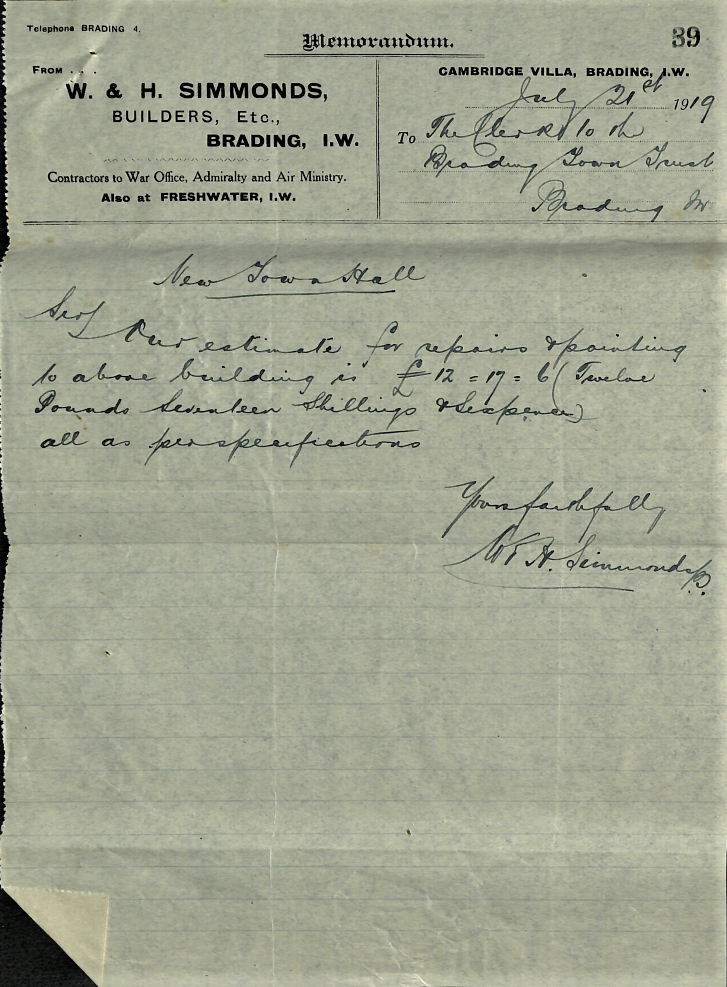 Telephone BRADING 4.
Memorandum.
39
FROM . . .
W. & H. SIMMONDS,
BUILDERS, Etc.,
BRADING, I.W.
Contractors to War Office, Admiralty and Air Ministry.
Also at FRESHWATER, I.W.
CAMBRIDGE VILLA, BRADING, I.W.
July 21st 1919
To The Clerk to the
Brading Town Trust
Brading IW
New Town Hall
Sir/
Our estimate for repairs & painting
to above building is £12=17=6 (Twelve
Pounds Seventeen Shillings & Sixpence)
all as per specifications
Yours faithfully
W & H. Simmonds